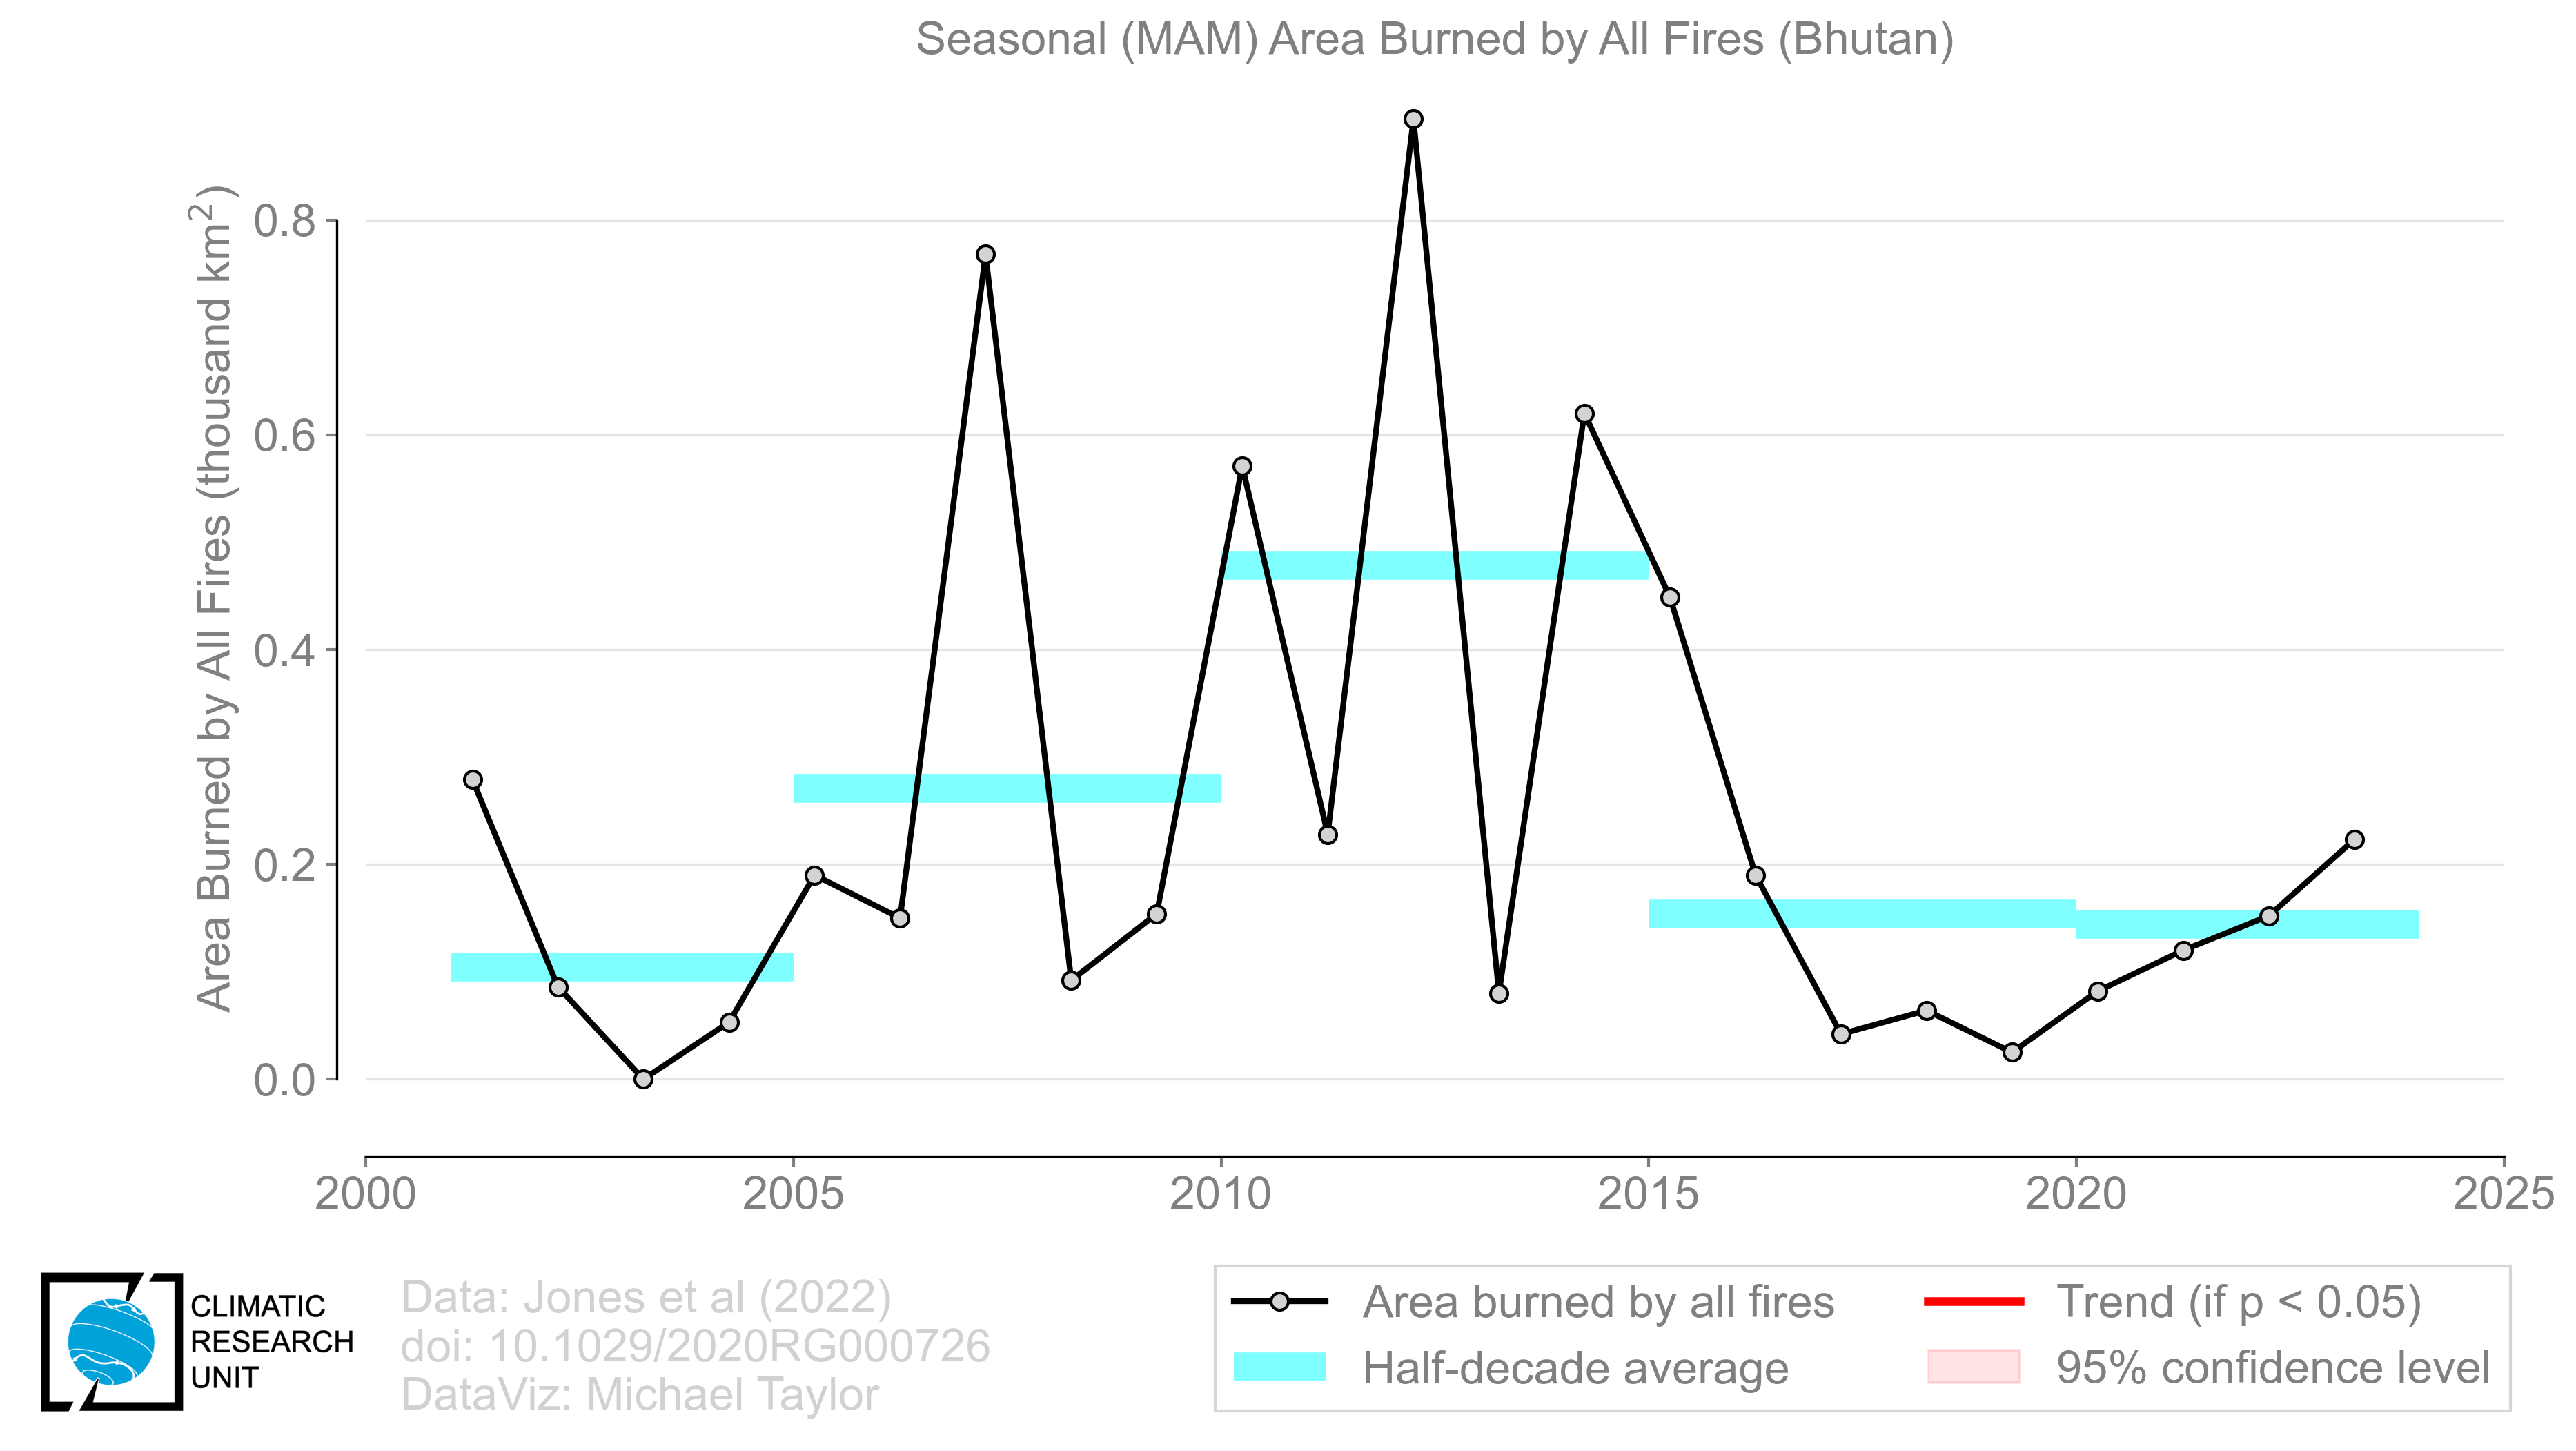 Seasonal (MAM) Area Burned by All Fires (Bhutan)
Area Burned by All Fires (thousand km²)
0.8
0.6
0.4
0.2
0.0
2000 2005 2010 2015 2020 2025
CLIMATIC
RESEARCH
UNIT
Data: Jones et al (2022)
doi: 10.1029/2020RG000726
DataViz: Michael Taylor
Area burned by all fires
Half-decade average
Trend (if p < 0.05)
95% confidence level